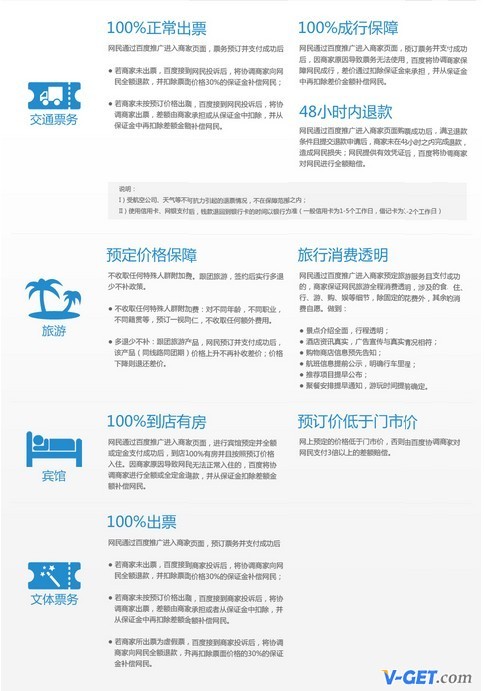 100%正常出票
网民通过百度推广进入商家页面，票务预订并支付成功后
● 若商家未出票，百度接到网民投诉后，将协调商家向网
民全额退款，并扣除票面价格30%的保证金补偿网民；
● 若商家未按预订价格出票，百度接到网民投诉后，将协
调商家出票，差额由商家承担或从保证金中扣除，并从
保证金中再扣除差额金额补偿网民。
100%成行保障
网民通过百度推广进入商家页面，预订票务并支付成功
后，因商家原因导致票务无法使用，百度将协调商家保
障网民成行，差价通过扣除保证金来承担，并从保证金
中再扣除差价金额补偿网民。
48小时内退款
网民通过百度推广进入商家页面购票成功后，满足退款
条件且提交退款申请后，商家未在48小时之内完成退款，
造成网民损失；网民提供有效凭证后，百度将协调商家
对网民进行全额赔偿。
交通票务
说明：
I ）受航空公司、天气等不可抗力引起的退票情况，不在保障范围之内；
II ）使用信用卡、网银支付后，钱款退回到银行卡的时间以银行为准（一般信用卡为1-5个工作日，借记卡为1-2个工作日）
预定价格保障
不收取任何特殊人群附加费。跟团旅游，签约后实行多退
少不补政策。
● 不收取任何特殊人群附加费：对不同年龄，不同职业，
不同籍贯等，预订一视同仁，不收取任何额外费用。
● 多退少不补：跟团旅游产品，网民预订并支付成功后，
该产品（同线路同团期）价格上升不再补收差价；价格
下降则退还差价。
旅行消费透明
网民通过百度推广进入商家预定旅游服务且支付成功
的，商家保证网民旅游全程消费透明，涉及的食、住、
行、游、购、娱等细节，除固定的花费外，其余的消
费自愿。做到：
● 景点介绍全面，行程透明；
● 酒店资讯真实，广告宣传与真实情况相符；
● 购物商店信息预先告知；
● 航班信息提前公示，明确行车里程；
● 推荐项目提早公布；
● 聚餐安排提早通知，游玩时间提前确定。
旅游
100%到店有房
网民通过百度推广进入商家页面，进行宾馆预定并全额
或定金支付成功后，到店100%有房并且按照预订价格
入住。因商家原因导致网民无法正常入住的，百度将协
调商家进行全额或全定金退款，并从保证金中扣除定金
额补偿网民。
预订价低于门市价
网上预定的价格低于门市价，否则由百度协调商家对
网民支付3倍以上的差额赔偿。
宾馆
100%出票
网民通过百度推广进入商家页面，预订票务并支付成功后
● 若商家未出票，百度接到商家投诉后，将协调商家向网
民全额退款，并扣除票面价格30%的保证金补偿网民；
● 若商家未按预订价格出票，百度接到网民投诉后，将协
调商家出票，差额由商家承担或者从保证金中扣除，并
从保证金中再扣除差额金额补偿网民。
● 若商家所出票为虚假票，百度接到商家投诉后，将协调
商家向网民全额退款，并再扣除票面价格的30%的保证
金补偿网民。
文体票务
V-GET.com